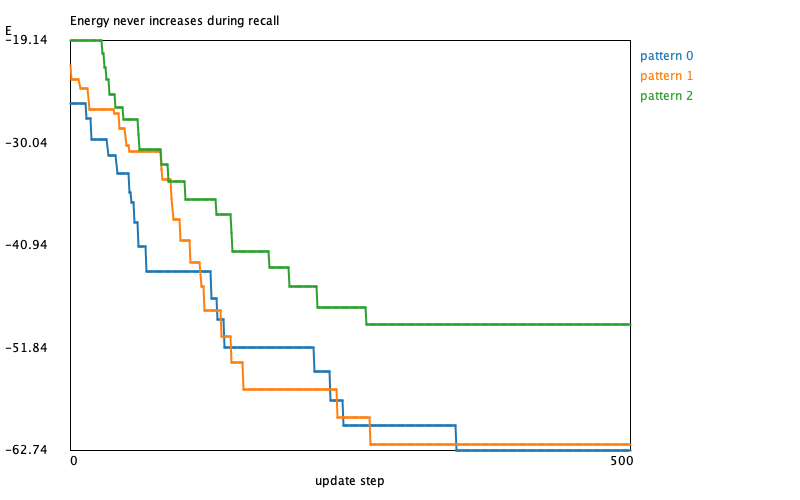 Energy never increases during recall
E
−19.14
−30.04
−40.94
−51.84
−62.74
0
500
update step
pattern 0
pattern 1
pattern 2